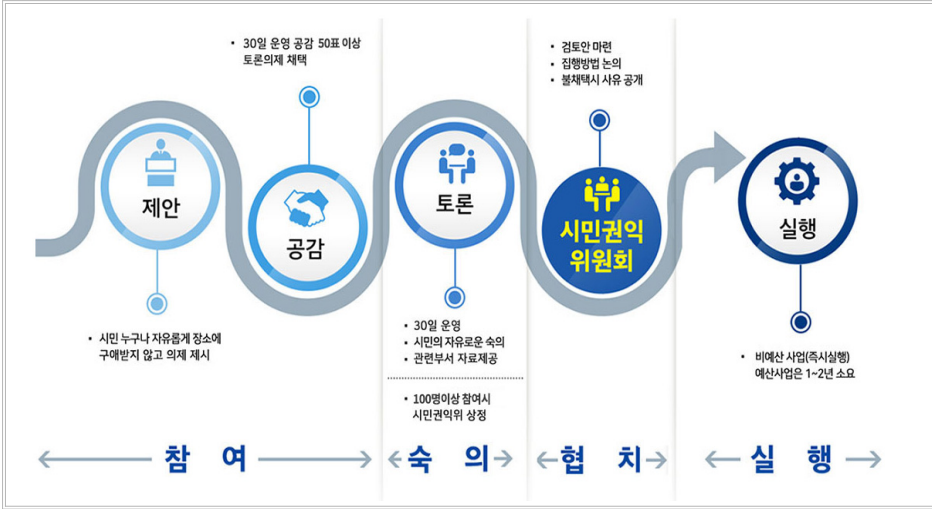 • 30일 운영 공감 50표 이상
토론의제 채택
제안
• 시민 누구나 자유롭게 장소에
구애받지 않고 의제 제시
공감
토론
• 30일 운영
• 시민의 자유로운 숙의
• 관련부서 자료제공
• 100명이상 참여시
시민권익위 상정
• 검토안 마련
• 집행방법 논의
• 불채택시 사유 공개
시민권익
위원회
실행
• 비예산 사업(즉시실행)
예산사업은 1~2년 소요
참 여
숙 의
협 치
실 행